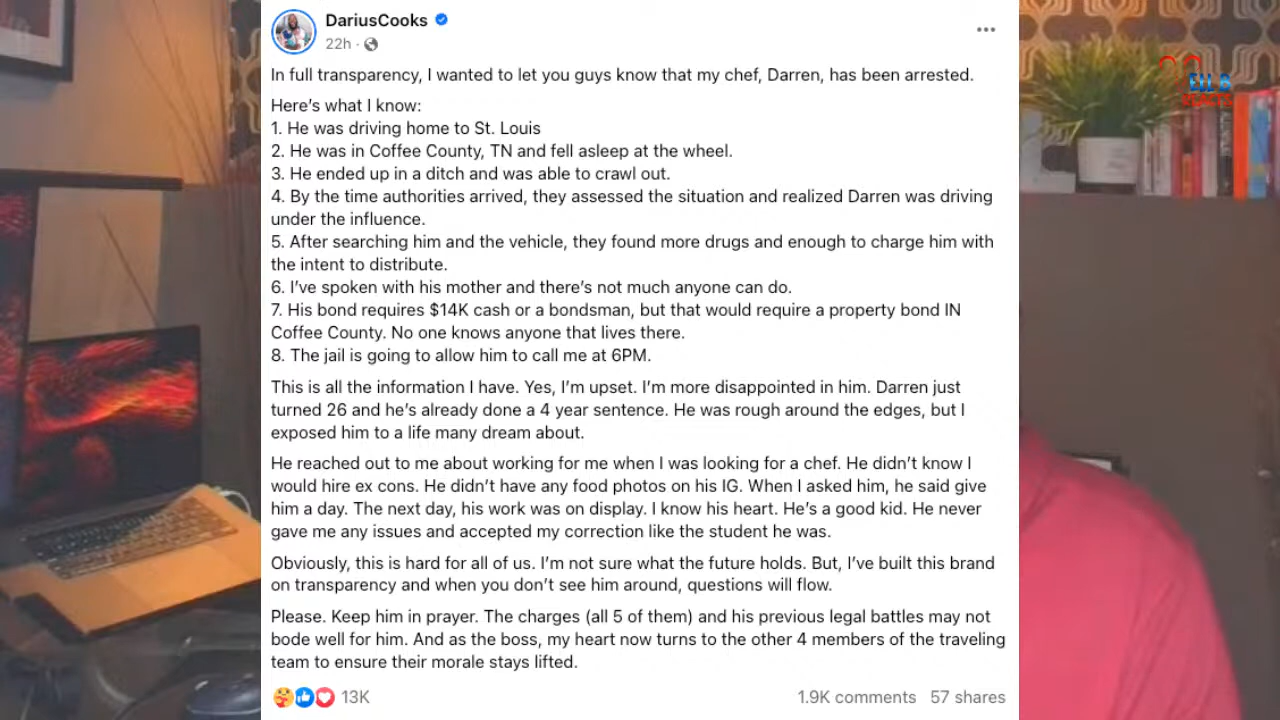 DariusCooks
22h ·
In full transparency, I wanted to let you guys know that my chef, Darren, has been arrested.
Here's what I know:
1. He was driving home to St. Louis
2. He was in Coffee County, TN and fell asleep at the wheel.
3. He ended up in a ditch and was able to crawl out.
4. By the time authorities arrived, they assessed the situation and realized Darren was driving
under the influence.
5. After searching him and the vehicle, they found more drugs and enough to charge him with
the intent to distribute.
6. I've spoken with his mother and there's not much anyone can do.
7. His bond requires $14K cash or a bondsman, but that would require a property bond IN
Coffee County. No one knows anyone that lives there.
8. The jail is going to allow him to call me at 6PM.
This is all the information I have. Yes, I'm upset. I'm more disappointed in him. Darren just
turned 26 and he's already done a 4 year sentence. He was rough around the edges, but I
exposed him to a life many dream about.
He reached out to me about working for me when I was looking for a chef. He didn't know I
would hire ex cons. He didn't have any food photos on his IG. When I asked him, he said give
him a day. The next day, his work was on display. I know his heart. He's a good kid. He never
gave me any issues and accepted my correction like the student he was.
Obviously, this is hard for all of us. I'm not sure what the future holds. But, I've built this brand
on transparency and when you don't see him around, questions will flow.
Please. Keep him in prayer. The charges (all 5 of them) and his previous legal battles may not
bode well for him. And as the boss, my heart now turns to the other 4 members of the traveling
team to ensure their morale stays lifted.
13K
1.9K comments 57 shares